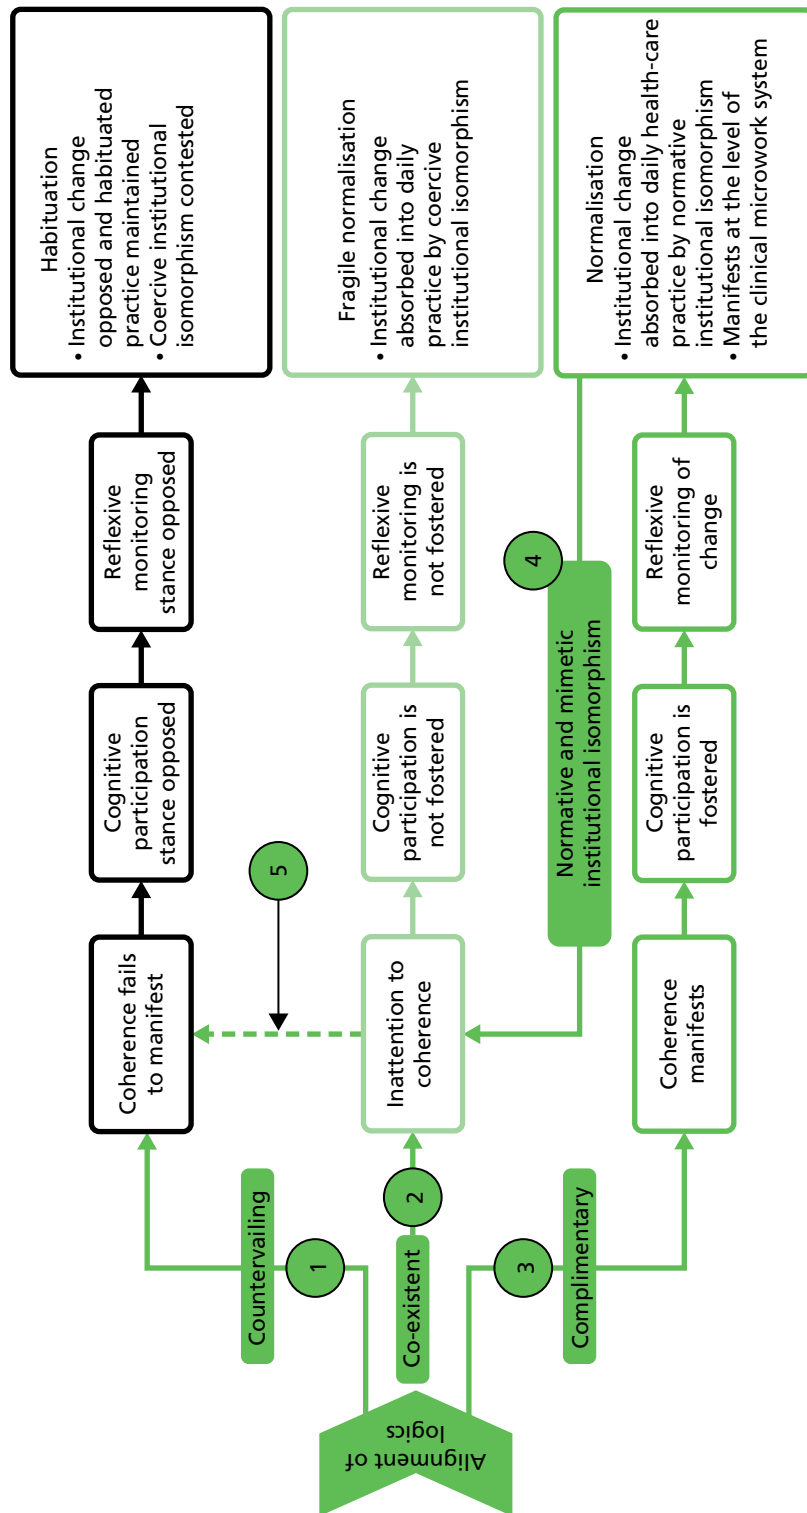 Alignment of
logics
Countervailing
1
Coherence fails
to manifest
Cognitive
participation
stance opposed
Reflexive
monitoring
stance opposed
Habituation
• Institutional change
opposed and habituated
practice maintained
• Coercive institutional
isomorphism contested
5
Co-existent
2
Inattention to
coherence
Cognitive
participation is
not fostered
Reflexive
monitoring is
not fostered
Fragile normalisation
• Institutional change
absorbed into daily
practice by coercive
institutional isomorphism
Normative and mimetic
institutional isomorphism
4
3
Complimentary
Coherence
manifests
Cognitive
participation is
fostered
Reflexive
monitoring of
change
Normalisation
• Institutional change
absorbed into daily health-care
practice by normative
institutional isomorphism
• Manifests at the level of
the clinical microwork system